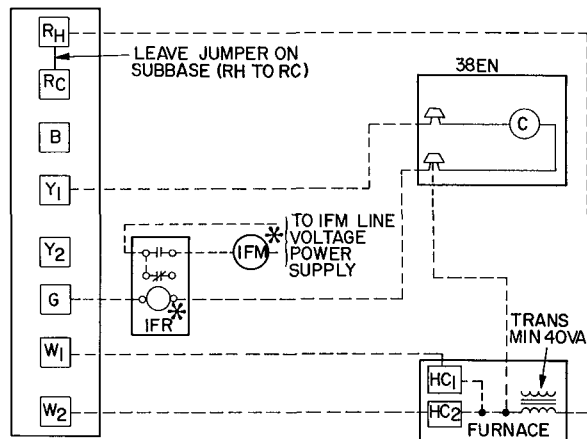 RH
LEAVE JUMPER ON
SUBBASE (RH TO RC)
RC
38EN
C
B
Y1
TO IFM LINE
VOLTAGE
POWER
SUPPLY
IFM*
Y2
G
IFR*
TRANS
MIN 40VA
W1
HC1
W2
HC2
FURNACE